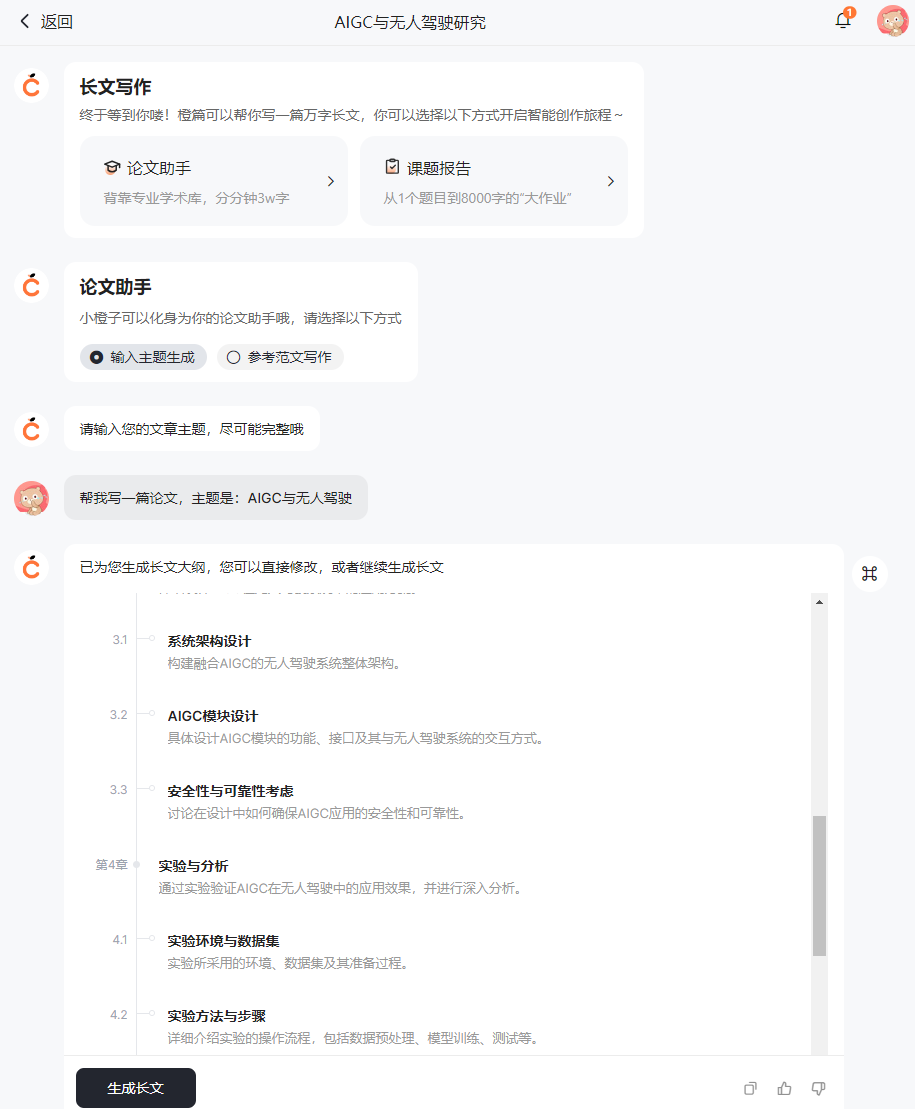 返回
AIGC与无人驾驶研究
1
长文写作
终于等到你喽！橙篇可以帮你写一篇万字长文，你可以选择以下方式开启智能创作旅程～
论文助手
背靠专业学术库，分分钟3w字
课题报告
从1个题目到8000字的“大作业”
论文助手
小橙子可以化身为你的论文助手哦，请选择以下方式
输入主题生成
参考范文写作
请输入您的文章主题，尽可能完整哦
帮我写一篇论文，主题是：AIGC与无人驾驶
已为您生成长文大纲，您可以直接修改，或者继续生成长文
3.1 系统架构设计
构建融合AIGC的无人驾驶系统整体架构。
3.2 AIGC模块设计
具体设计AIGC模块的功能、接口及其与无人驾驶系统的交互方式。
3.3 安全性与可靠性考虑
讨论在设计中如何确保AIGC应用的安全性和可靠性。
第4章 实验与分析
通过实验验证AIGC在无人驾驶中的应用效果，并进行深入分析。
4.1 实验环境与数据集
实验所采用的环境、数据集及其准备过程。
4.2 实验方法与步骤
详细介绍实验的操作流程，包括数据预处理、模型训练、测试等。
生成长文